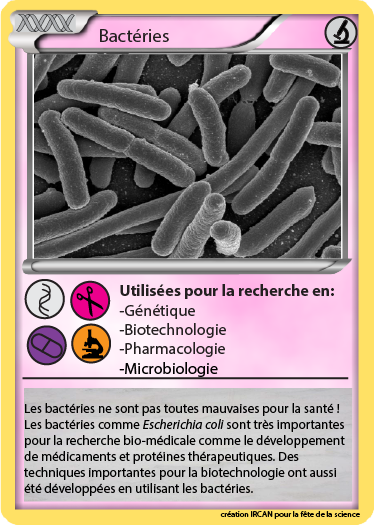 Bactéries
Utilisées pour la recherche en:
-Génétique
-Biotechnologie
-Pharmacologie
-Microbiologie
Les bactéries ne sont pas toutes mauvaises pour la santé !
Les bactéries comme Escherichia coli sont très importantes
pour la recherche bio-médicale comme le développement
de médicaments et protéines thérapeutiques. Des
techniques importantes pour la biotechnologie ont aussi
été développées en utilisant les bactéries.
création IRCAN pour la fête de la science